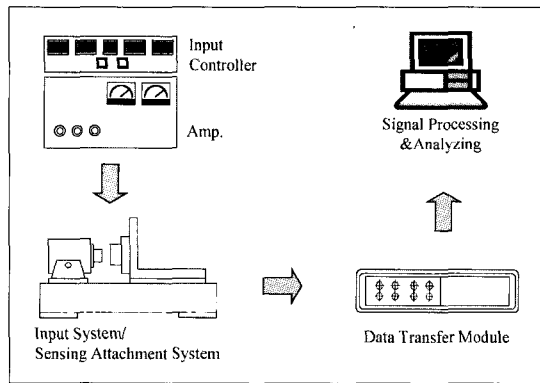 Input
Controller
Amp.
Signal Processing
&Analyzing
Input System/
Sensing Attachment System
Data Transfer Module